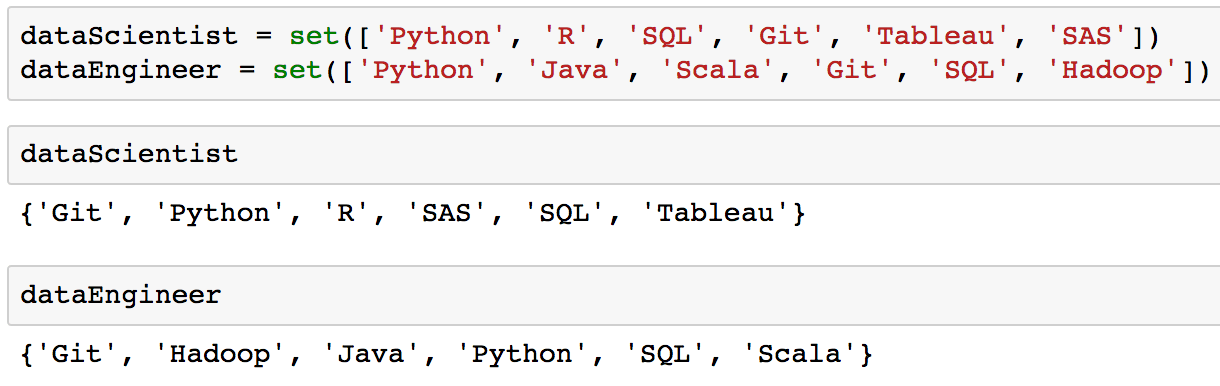 dataScientist = set(['Python', 'R', 'SQL', 'Git', 'Tableau', 'SAS'])
dataEngineer = set(['Python', 'Java', 'Scala', 'Git', 'SQL', 'Hadoop'])
dataScientist
{'Git', 'Python', 'R', 'SAS', 'SQL', 'Tableau'}
dataEngineer
{'Git', 'Hadoop', 'Java', 'Python', 'SQL', 'Scala'}